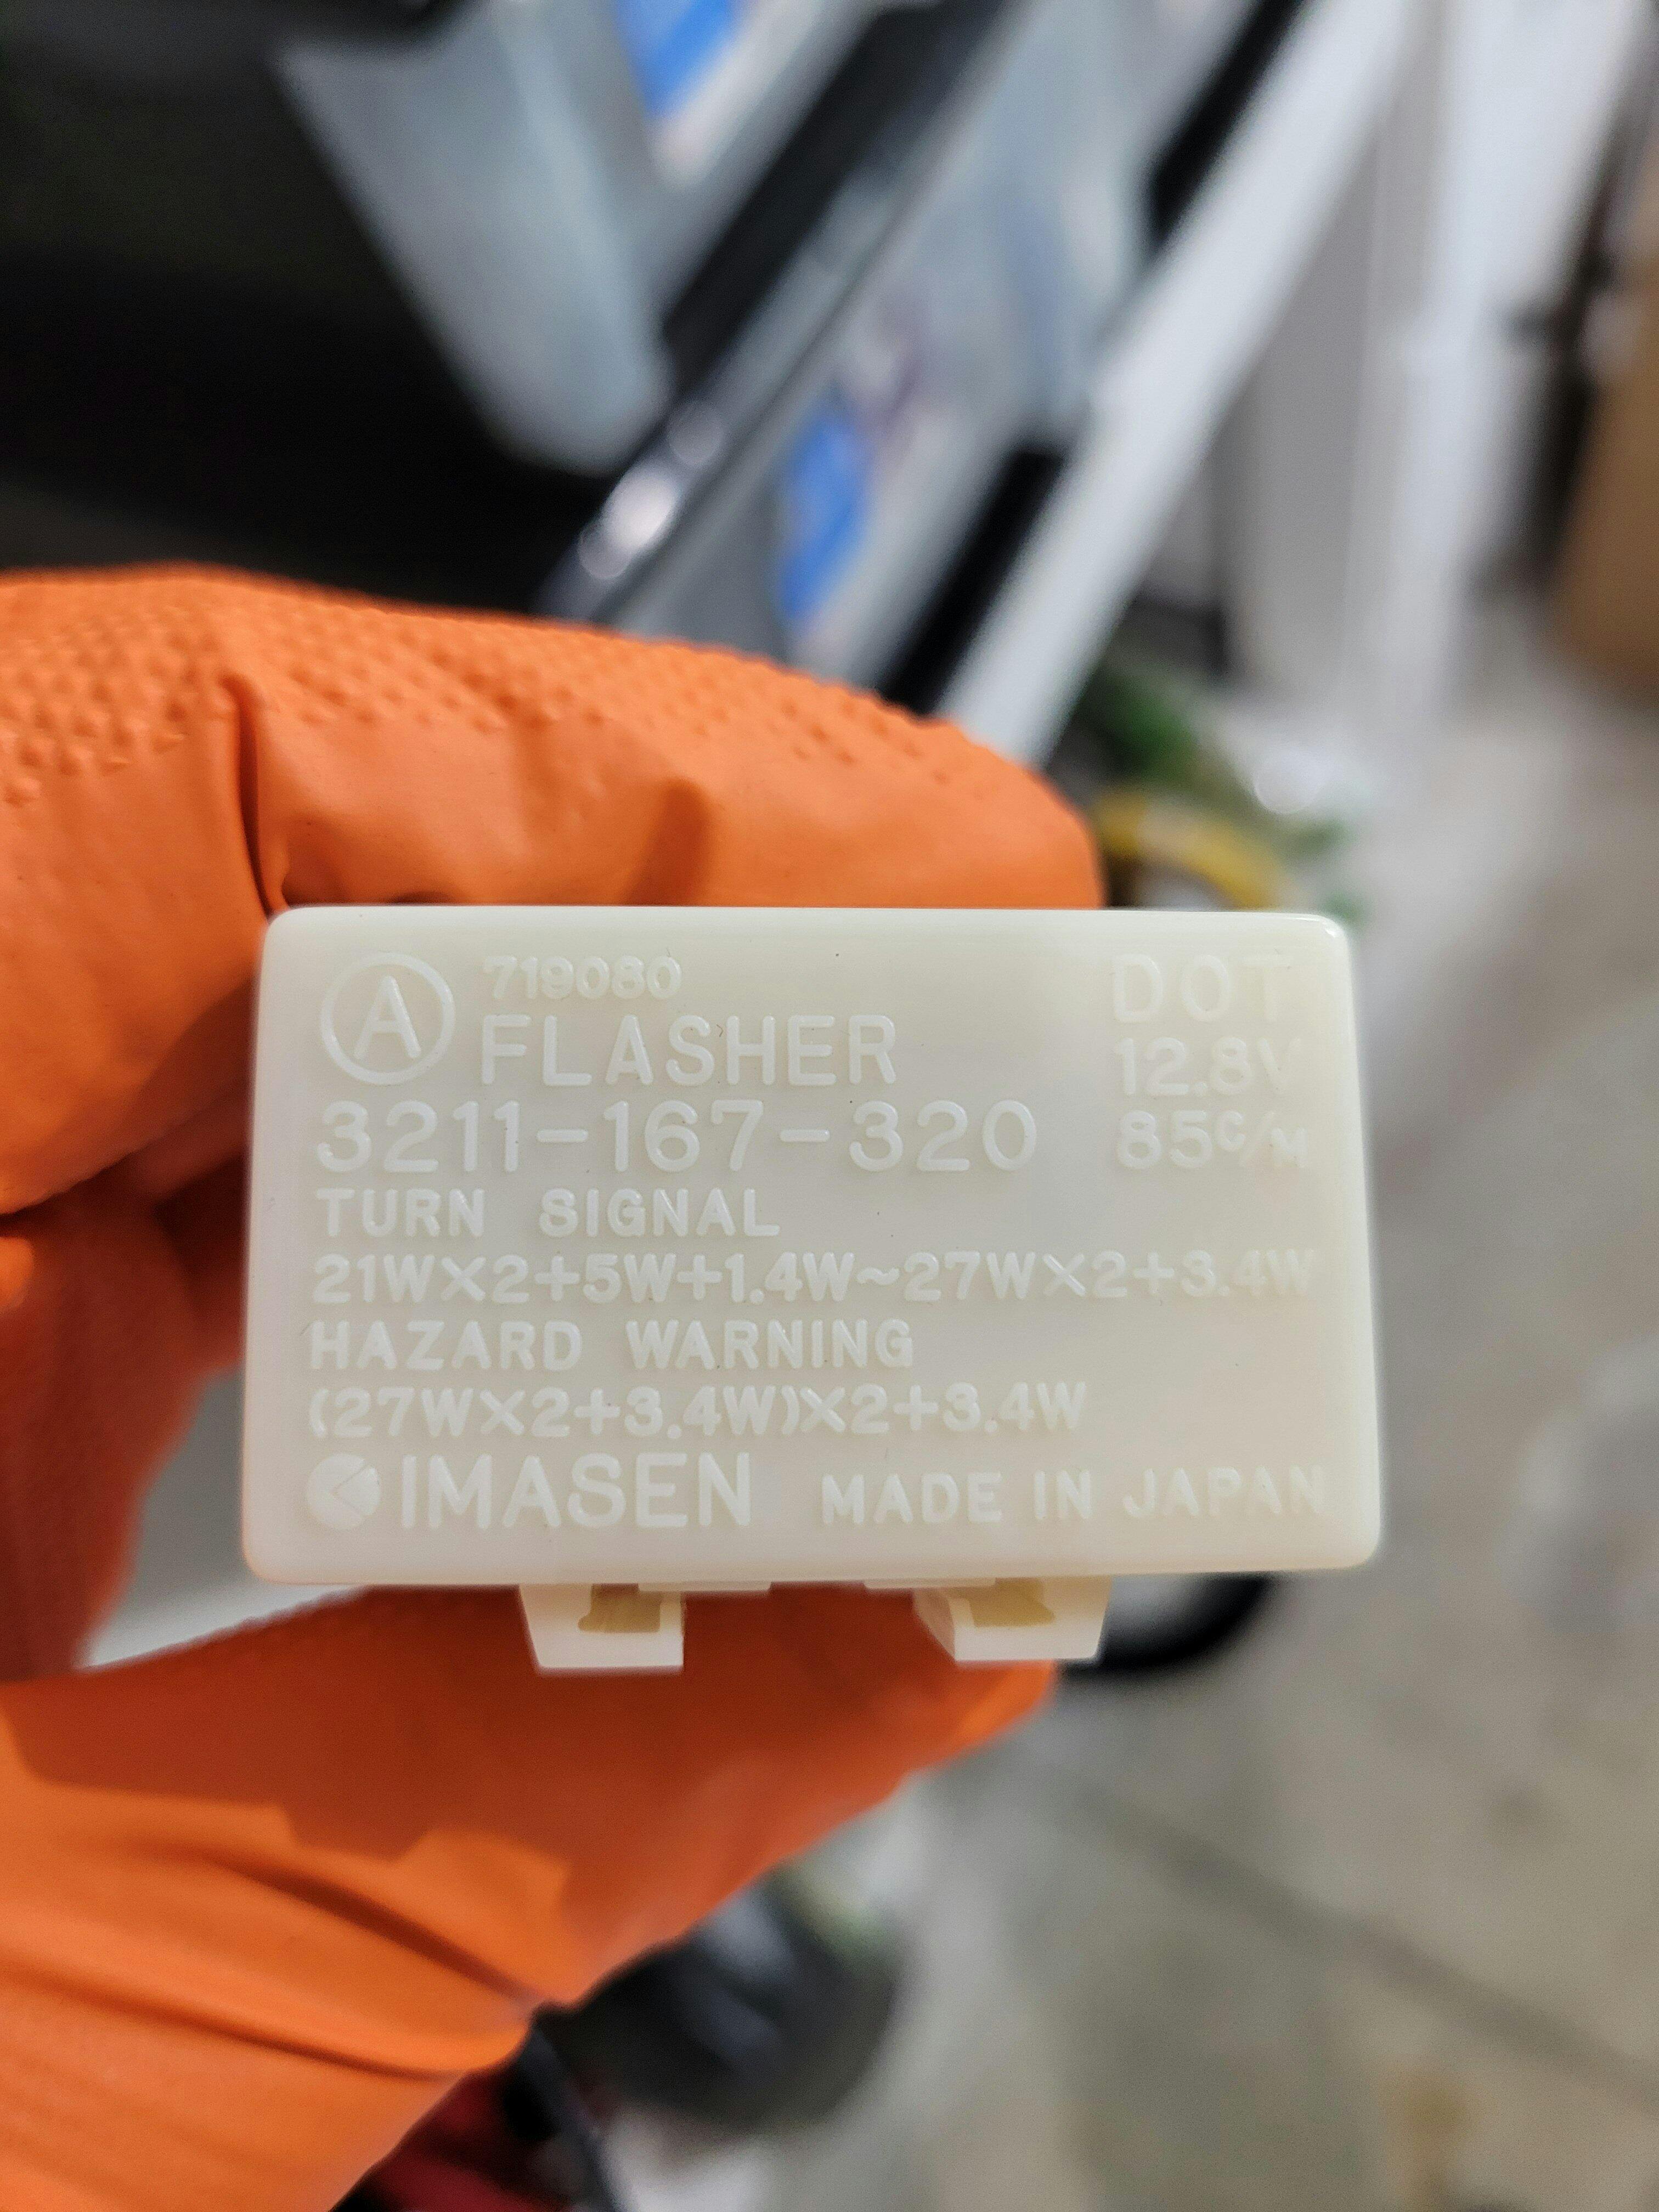 Ⓐ 719080
FLASHER
3211-167-320
DOT
12.8V
85C/M
TURN SIGNAL
21W×2+5W+1.4W~27W×2+3.4W
HAZARD WARNING
(27W×2+3.4W)×2+3.4W
IMASEN MADE IN JAPAN